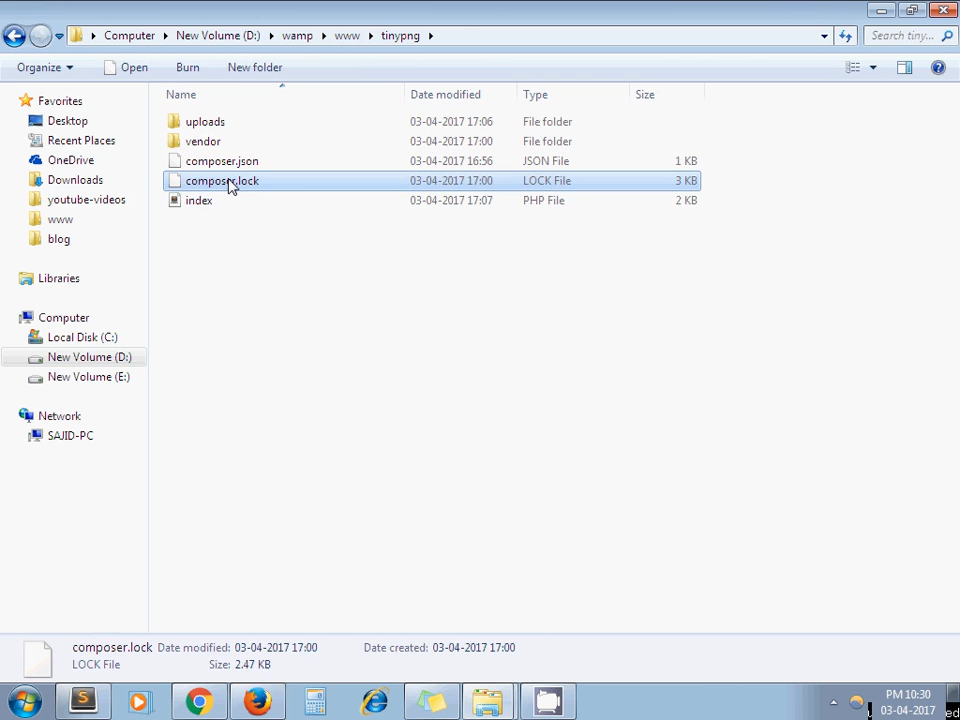 Computer
New Volume (D:)
wamp
www
tinypng
Search tiny...
Organize
Open
Burn
New folder
Name
Date modified
Type
Size
Favorites
Desktop
Recent Places
OneDrive
Downloads
youtube-videos
www
blog
Libraries
Computer
Local Disk (C:)
New Volume (D:)
New Volume (E:)
Network
SAJID-PC
uploads 03-04-2017 17:06 File folder
vendor 03-04-2017 17:00 File folder
composer.json 03-04-2017 16:56 JSON File 1 KB
composer.lock 03-04-2017 17:00 LOCK File 3 KB
index 03-04-2017 17:07 PHP File 2 KB
composer.lock Date modified: 03-04-2017 17:00 Date created: 03-04-2017 17:00
LOCK File Size: 2.47 KB
PM 10:30
03-04-2017